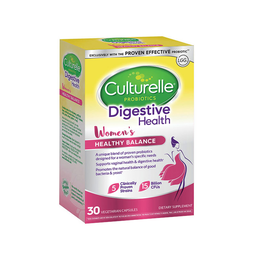 EXCLUSIVELY WITH THE PROVEN EFFECTIVE PROBIOTIC
LGG
Culturelle
PROBIOTICS
Digestive
Health
Women's
HEALTHY BALANCE
A unique blend of proven probiotics
designed for a woman's specific needs
Supports vaginal health & digestive health
Promotes the natural balance of good
bacteria & yeast
5 Clinically
Proven
Strains
15 Billion
CFUs
30 VEGETARIAN CAPSULES
DIETARY SUPPLEMENT